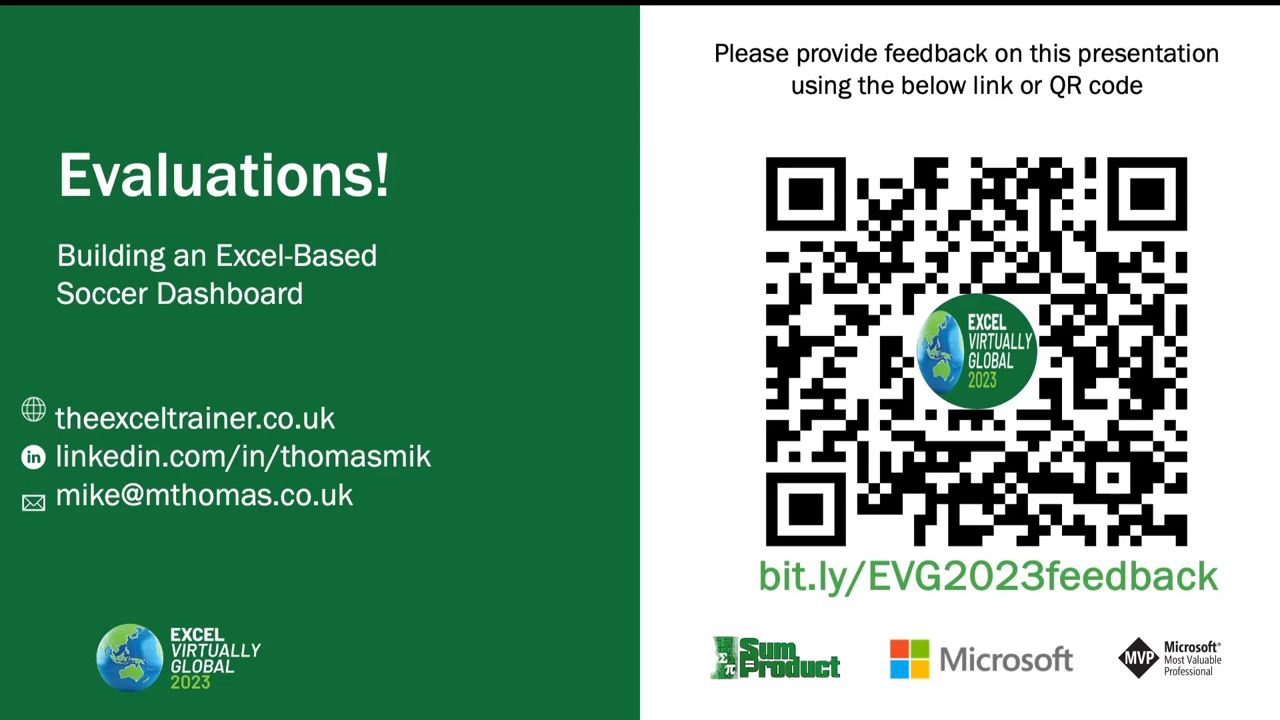 Evaluations!
Building an Excel-Based
Soccer Dashboard
theexceltrainer.co.uk
in linkedin.com/in/thomasmik
mike@mthomas.co.uk
EXCEL
VIRTUALLY
GLOBAL
2023
Please provide feedback on this presentation
using the below link or QR code
EXCEL
VIRTUALLY
GLOBAL
2023
bit.ly/EVG2023feedback
Σ
π
Sum
Product
Microsoft
MVP
Microsoft®
Most Valuable
Professional